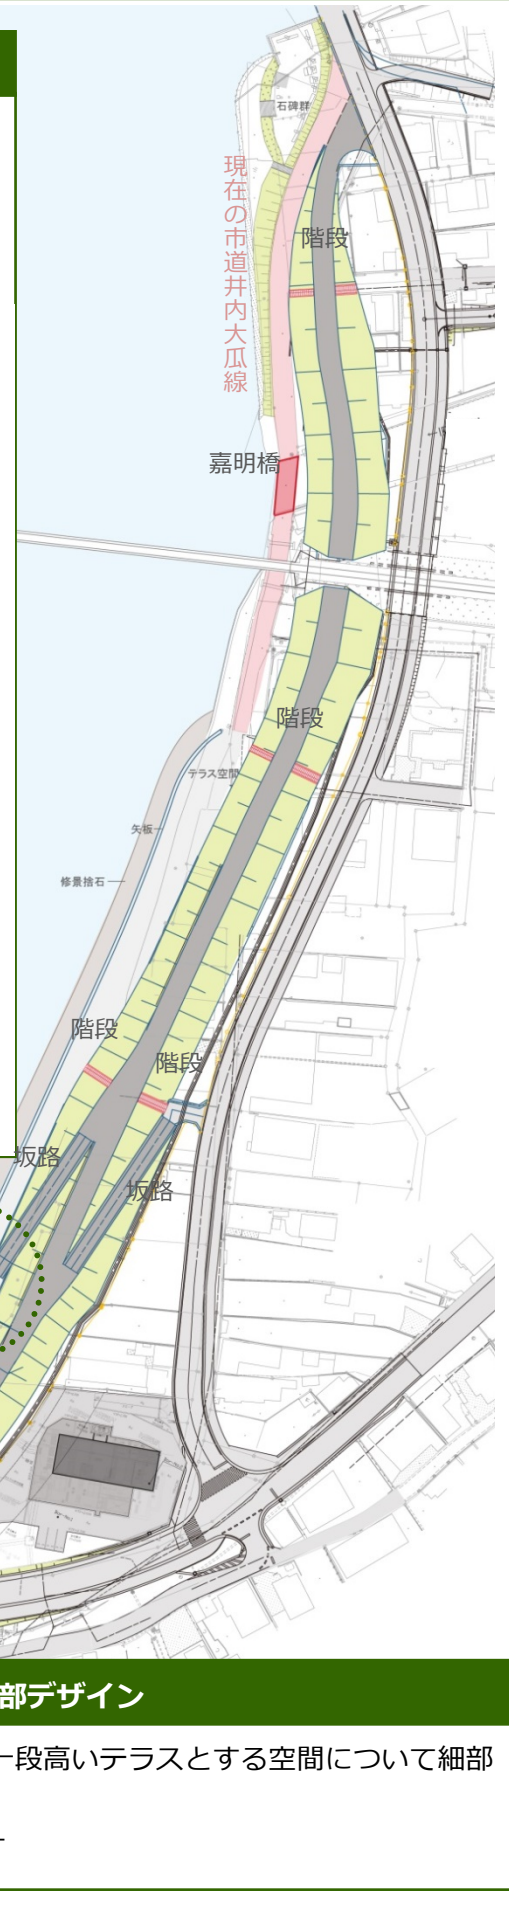 石碑群
現在の市道井内大瓜線
階段
嘉明橋
階段
テラス空間
矢板
修景捨石
階段
階段
坂路
坂路
部デザイン
一段高いテラスとする空間について細部